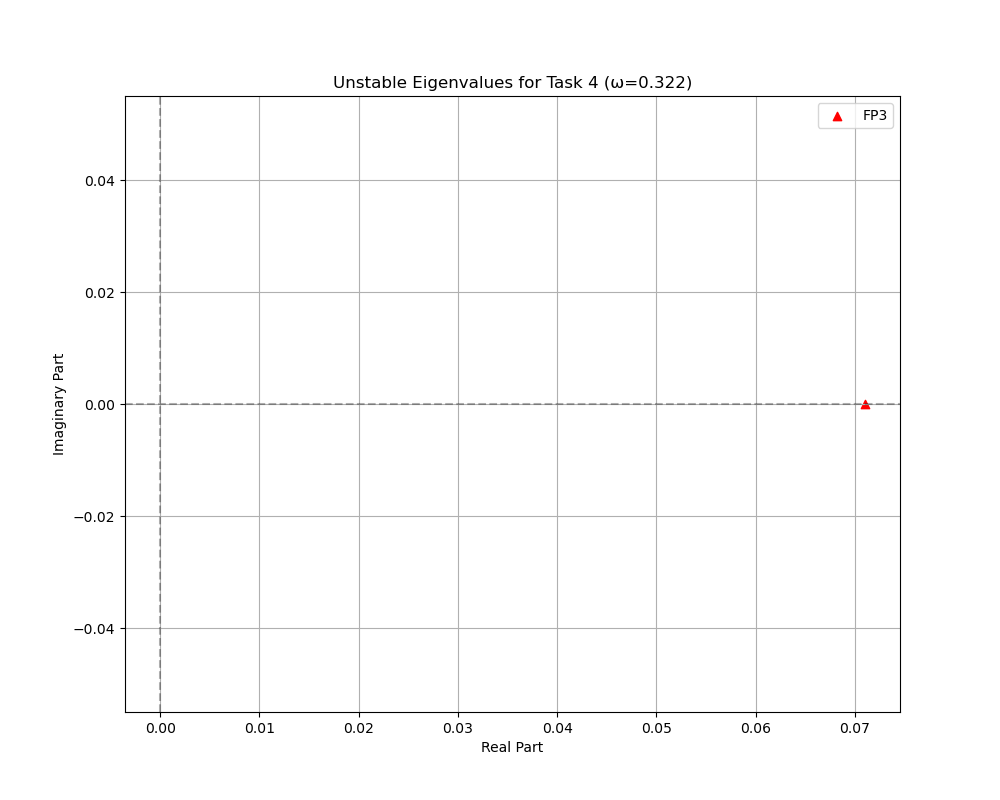 Unstable Eigenvalues for Task 4 (ω=0.322)
FP3
0.04
0.02
0.00
−0.02
−0.04
Imaginary Part
0.00 0.01 0.02 0.03 0.04 0.05 0.06 0.07
Real Part